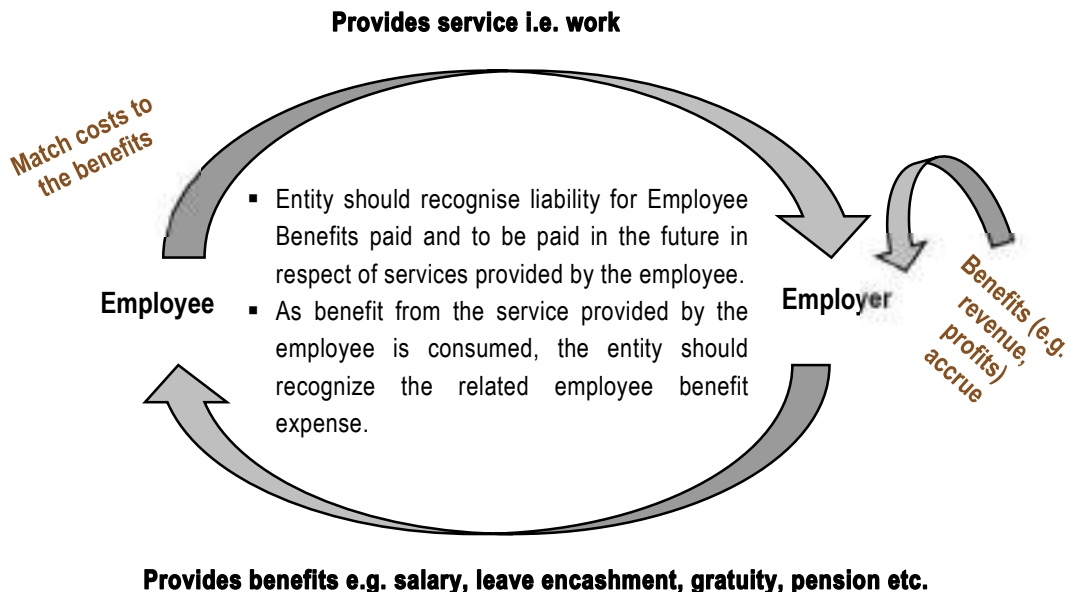 Provides service i.e. work
Match costs to
the benefits
▪ Entity should recognise liability for Employee
Benefits paid and to be paid in the future in
respect of services provided by the employee.
▪ As benefit from the service provided by the
employee is consumed, the entity should
recognize the related employee benefit
expense.
Employee
Employer
Benefits (e.g.
revenue,
profits)
accrue
Provides benefits e.g. salary, leave encashment, gratuity, pension etc.